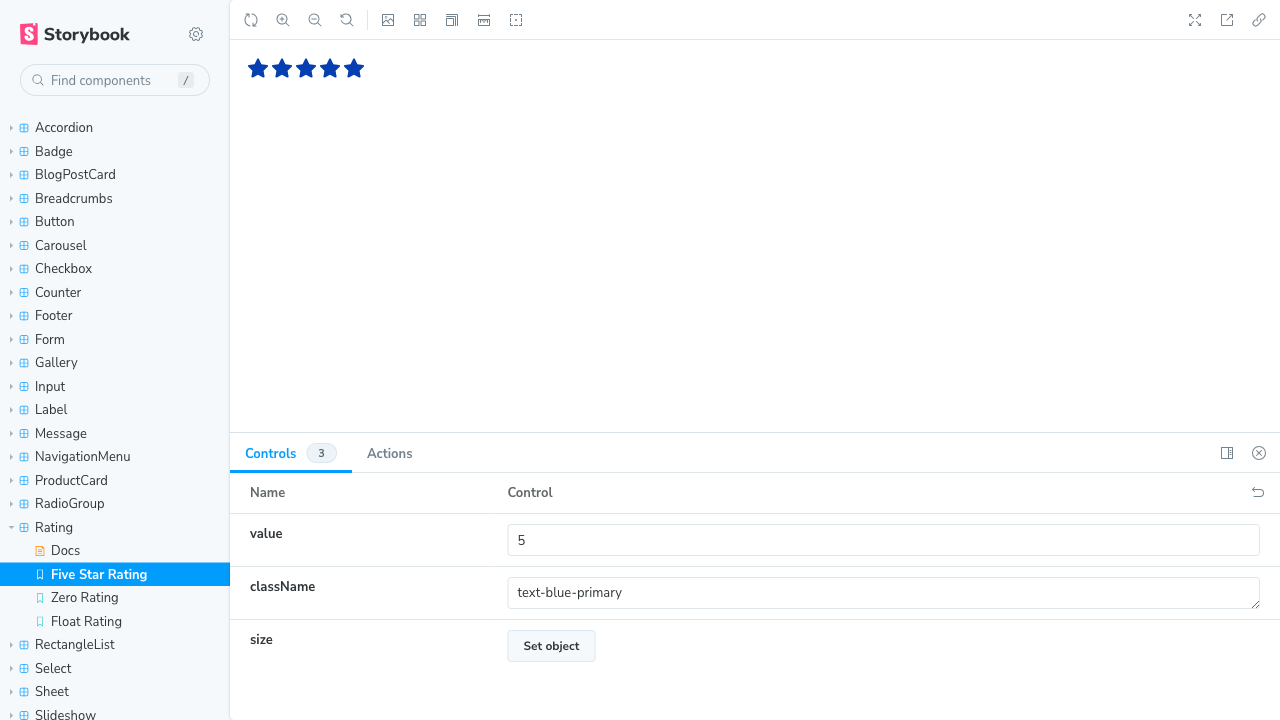 Storybook
Find components /
Accordion
Badge
BlogPostCard
Breadcrumbs
Button
Carousel
Checkbox
Counter
Footer
Form
Gallery
Input
Label
Message
NavigationMenu
ProductCard
RadioGroup
Rating
Docs
Five Star Rating
Zero Rating
Float Rating
RectangleList
Select
Sheet
Slideshow
Controls 3 Actions
Name Control
value 5
className text-blue-primary
size Set object